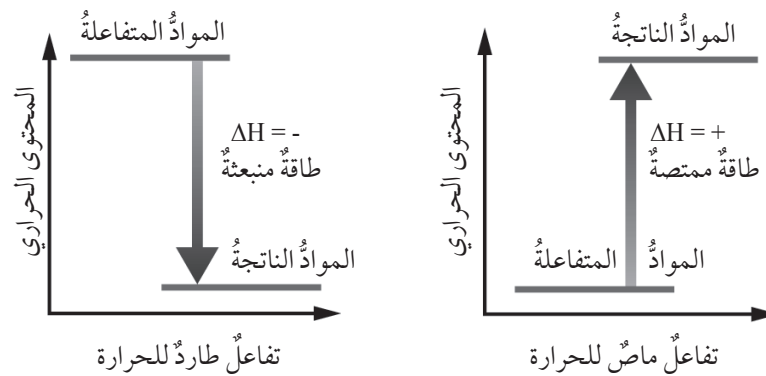 الموادُّ المتفاعلةُ
المحتوى الحراري
ΔH = -
طاقةٌ منبعثةٌ
الموادُّ الناتجةُ
تفاعلٌ طاردٌ للحرارة
الموادُّ الناتجةُ
المحتوى الحراري
ΔH = +
طاقةٌ ممتصةٌ
الموادُّ المتفاعلةُ
تفاعلٌ ماصٌ للحرارة